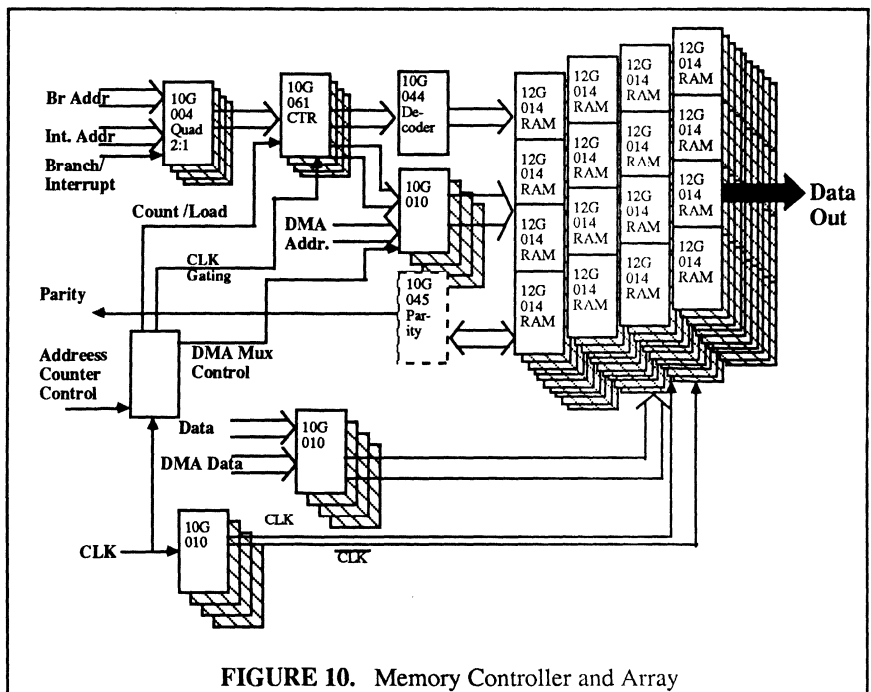 Br Addr
Int. Addr
Branch/
Interrupt
10G
004
Quad
2:1
10G
061
CTR
10G
044
De-
coder
Count /Load
CLK
Gating
DMA
Addr.
10G
010
Parity
10G
045
Par-
ity
Addreess
Counter
Control
DMA Mux
Control
Data
DMA Data
10G
010
CLK
10G
010
CLK
CLK
12G
014
RAM
12G
014
RAM
12G
014
RAM
12G
014
RAM
12G
014
RAM
12G
014
RAM
12G
014
RAM
12G
014
RAM
12G
014
RAM
12G
014
RAM
12G
014
RAM
12G
014
RAM
12G
014
RAM
12G
014
RAM
12G
014
RAM
12G
014
RAM
Data
Out
FIGURE 10. Memory Controller and Array